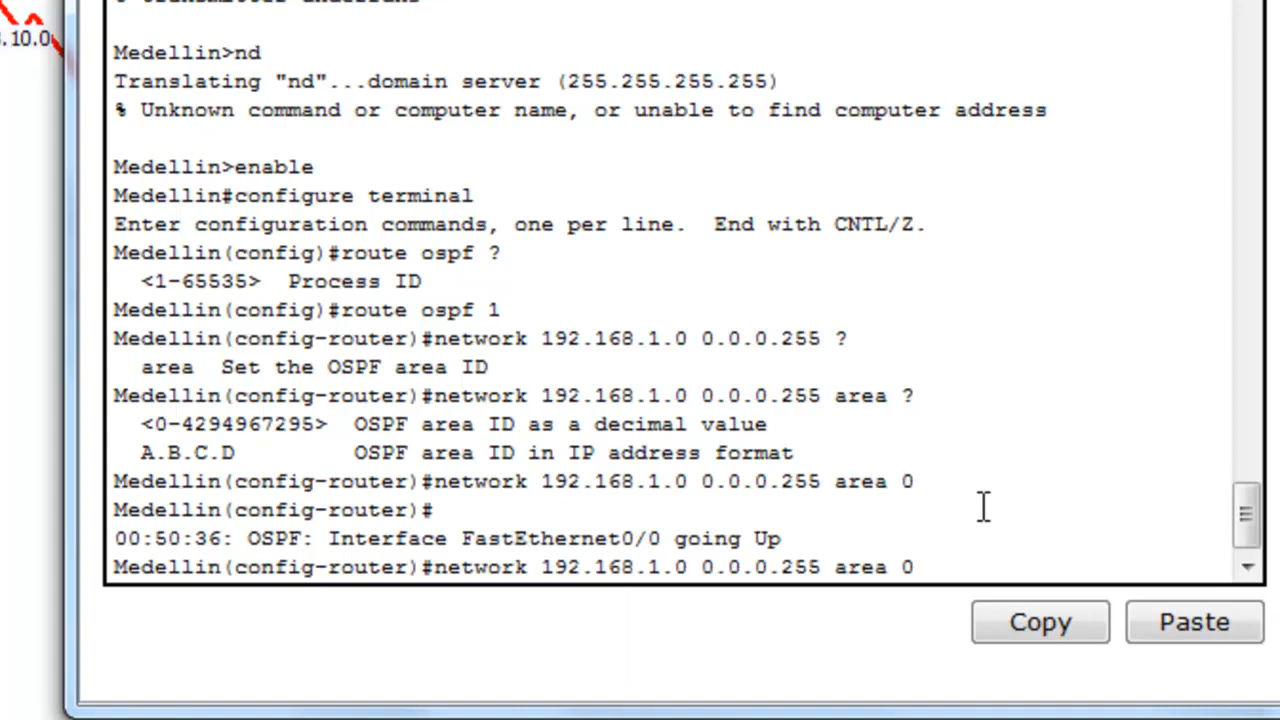 .10.0
Medellin>nd
Translating "nd"...domain server (255.255.255.255)
% Unknown command or computer name, or unable to find computer address
Medellin>enable
Medellin#configure terminal
Enter configuration commands, one per line.  End with CNTL/Z.
Medellin(config)#route ospf ?
<1-65535>  Process ID
Medellin(config)#route ospf 1
Medellin(config-router)#network 192.168.1.0 0.0.0.255 ?
area  Set the OSPF area ID
Medellin(config-router)#network 192.168.1.0 0.0.0.255 area ?
<0-4294967295>  OSPF area ID as a decimal value
A.B.C.D         OSPF area ID in IP address format
Medellin(config-router)#network 192.168.1.0 0.0.0.255 area 0
Medellin(config-router)#
00:50:36: OSPF: Interface FastEthernet0/0 going Up
Medellin(config-router)#network 192.168.1.0 0.0.0.255 area 0
Copy
Paste